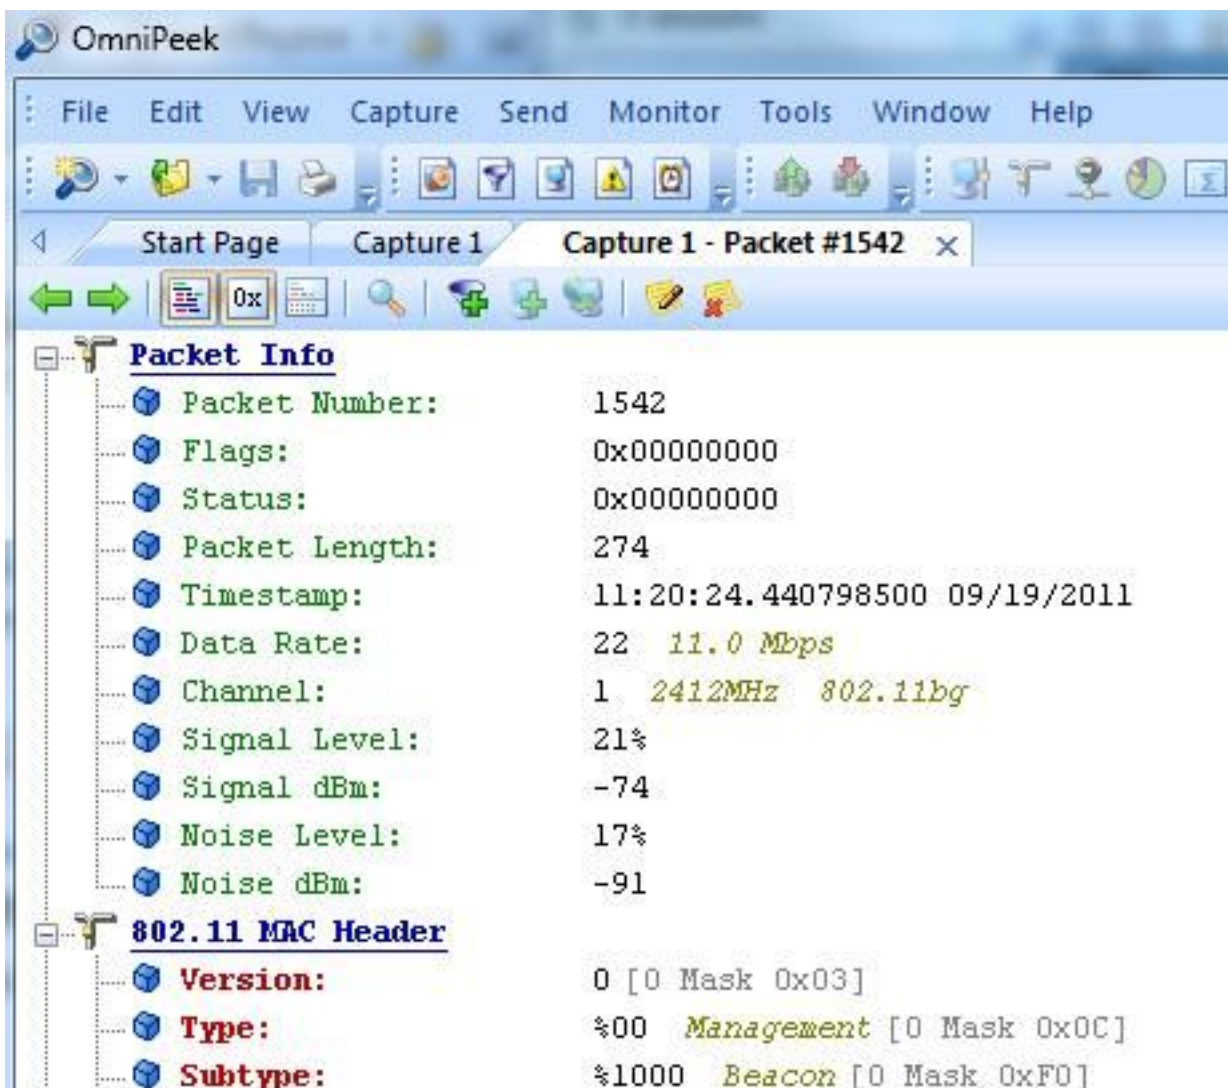 OmniPeek
File Edit View Capture Send Monitor Tools Window Help
Start Page Capture 1 Capture 1 - Packet #1542
0x
Packet Info
Packet Number: 1542
Flags: 0x00000000
Status: 0x00000000
Packet Length: 274
Timestamp: 11:20:24.440798500 09/19/2011
Data Rate: 22 11.0 Mbps
Channel: 1 2412MHz 802.11bg
Signal Level: 21%
Signal dBm: -74
Noise Level: 17%
Noise dBm: -91
802.11 MAC Header
Version: 0 [0 Mask 0x03]
Type: %00 Management [0 Mask 0x0C]
Subtype: %1000 Beacon [0 Mask 0xF0]